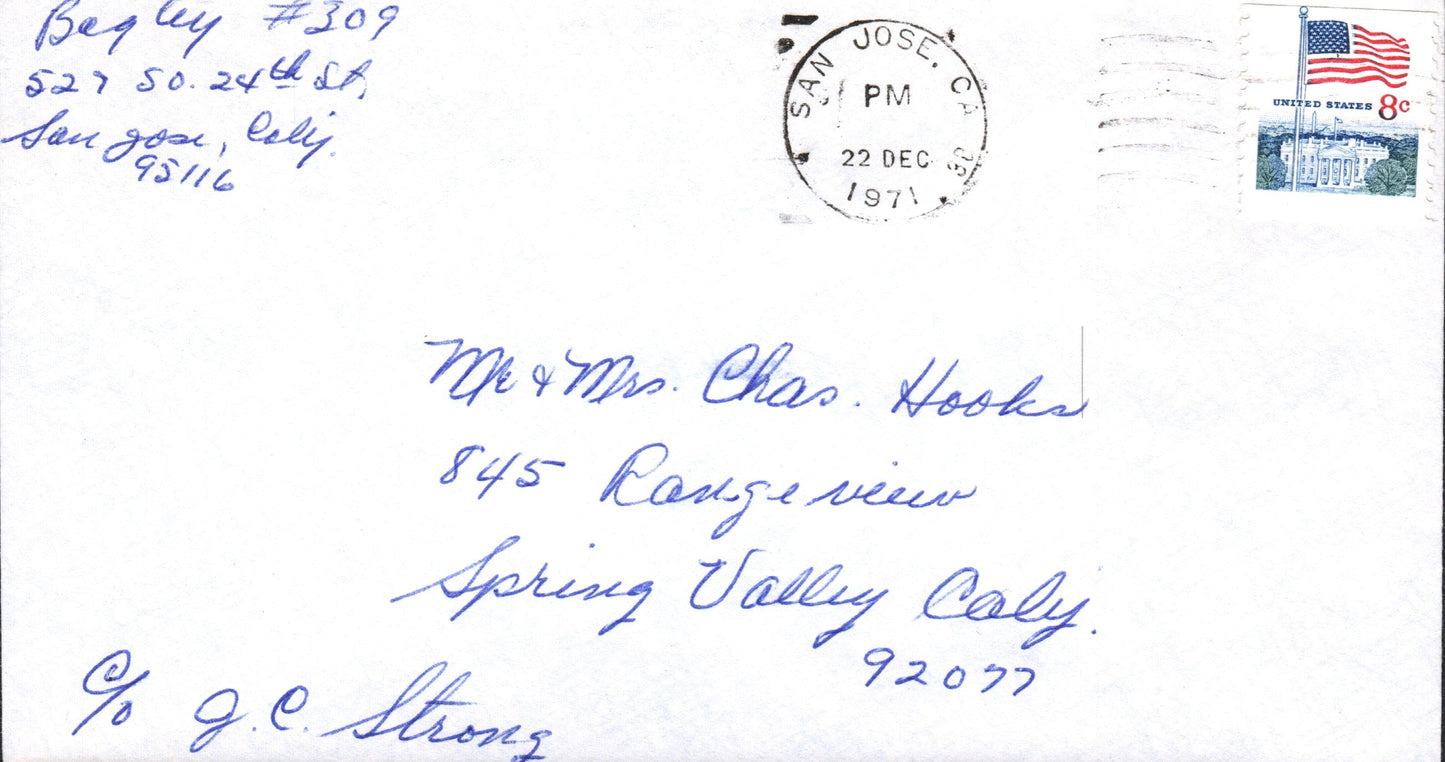 Bagley #309
527 So. 24th St,
San Jose, Calif.
95116
SAN JOSE, CA
PM
22 DEC
1971
UNITED STATES 8c
Mr & Mrs. Chas. Hooks
845 Rangeview
Spring Valley Calif.
92077
c/o J.C. Strong